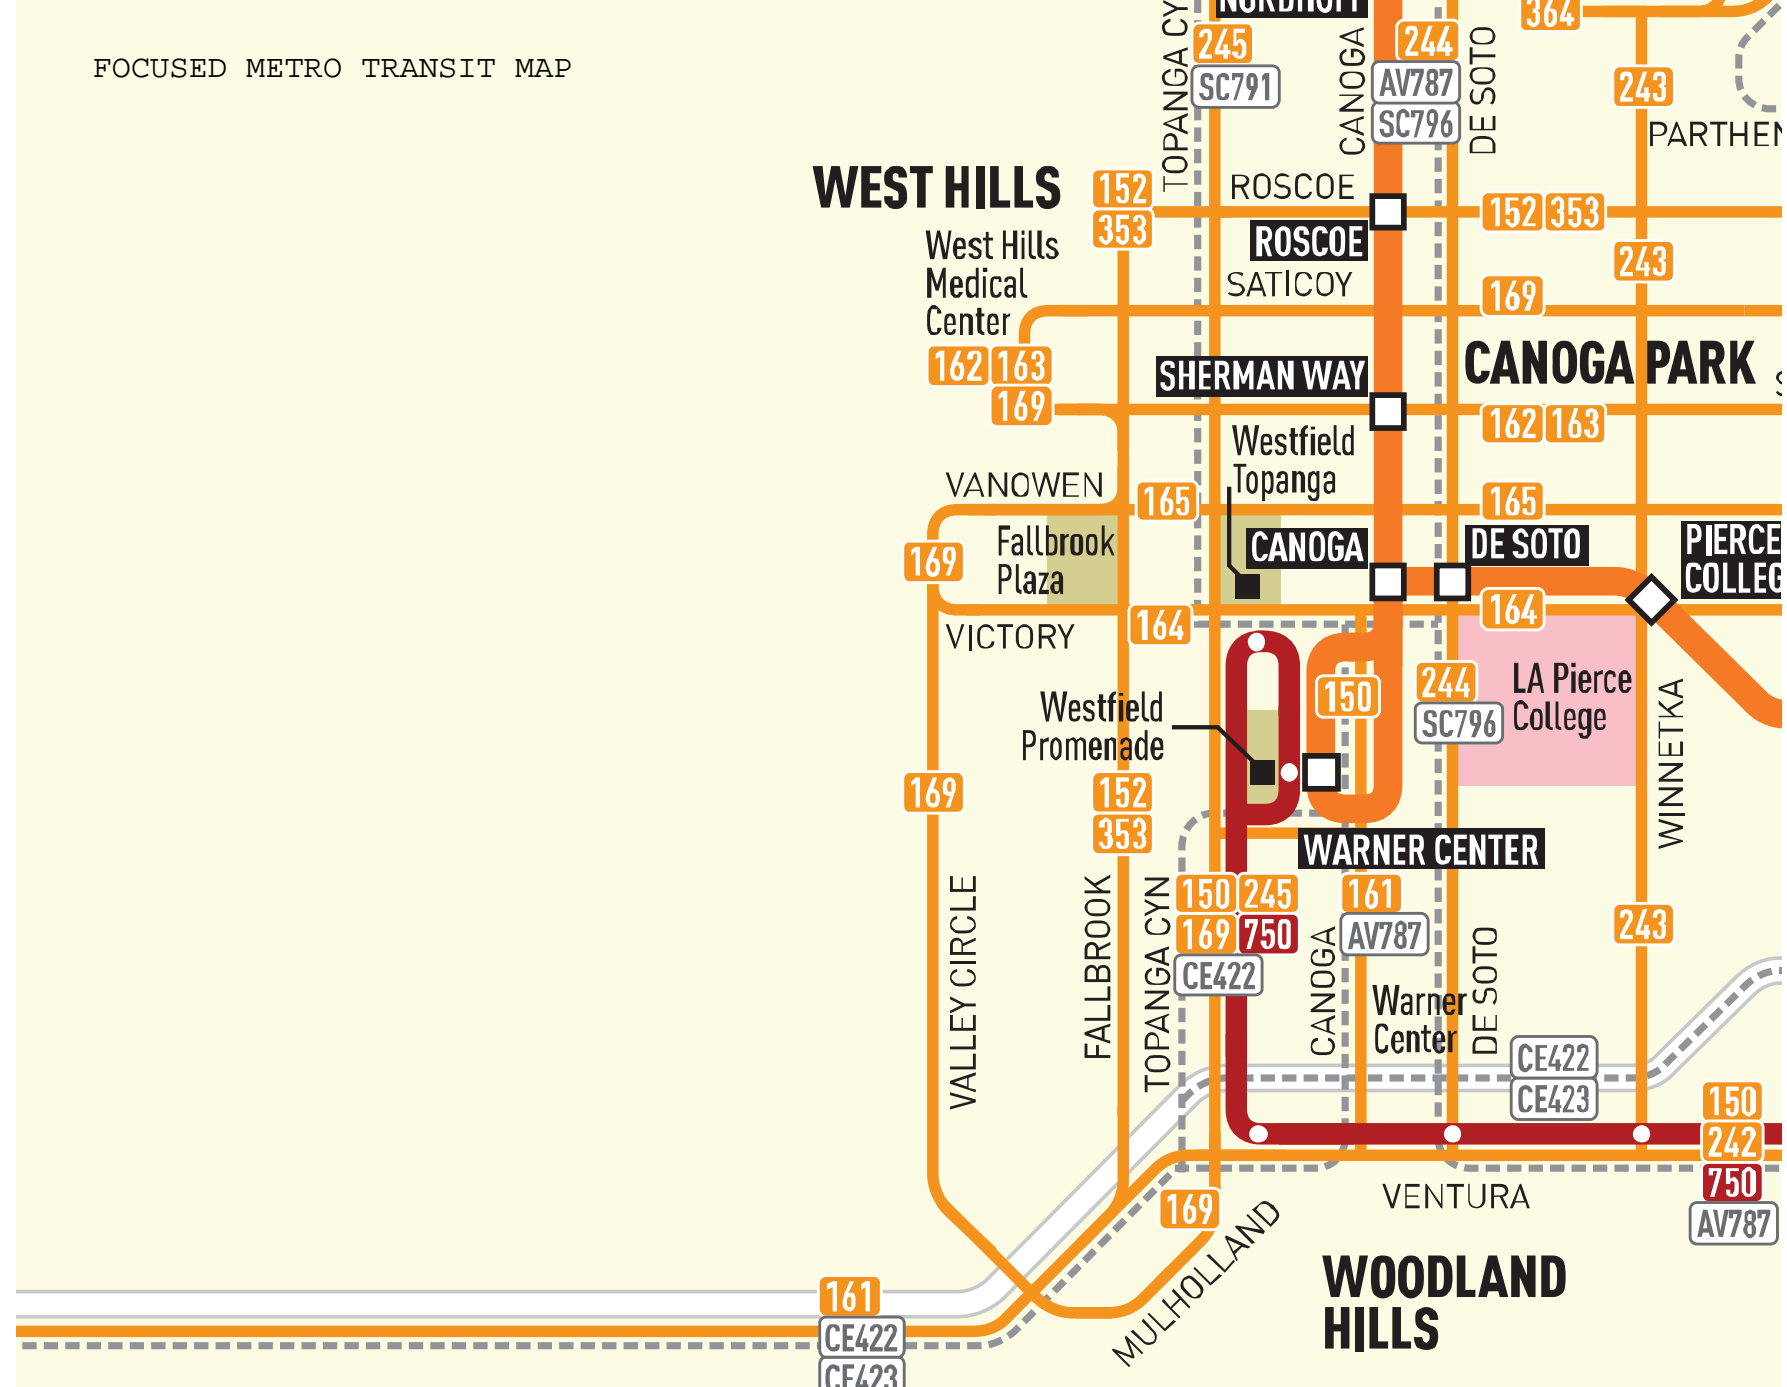 FOCUSED METRO TRANSIT MAP
TOPANGA CY
NORDHOFF
245
SC791
CANOGA
244
AV787
SC796
DE SOTO
364
243
PARTHEN
WEST HILLS
152
353
ROSCOE
152 353
ROSCOE
243
West Hills
Medical
Center
SATICOY
169
162 163
169
SHERMAN WAY
CANOGA PARK
162 163
Westfield
Topanga
VANOWEN
165
165
169
Fallbrook
Plaza
CANOGA
DE SOTO
PIERCE
COLLEG
164
VICTORY
164
150
244
SC796
LA Pierce
College
WINNETKA
Westfield
Promenade
169
152
353
WARNER CENTER
VALLEY CIRCLE
FALLBROOK
TOPANGA CYN
150 245
169 750
CE422
CANOGA
161
AV787
DE SOTO
243
Warner
Center
CE422
CE423
150
242
750
AV787
VENTURA
169
MULHOLLAND
WOODLAND
HILLS
161
CE422
CE423